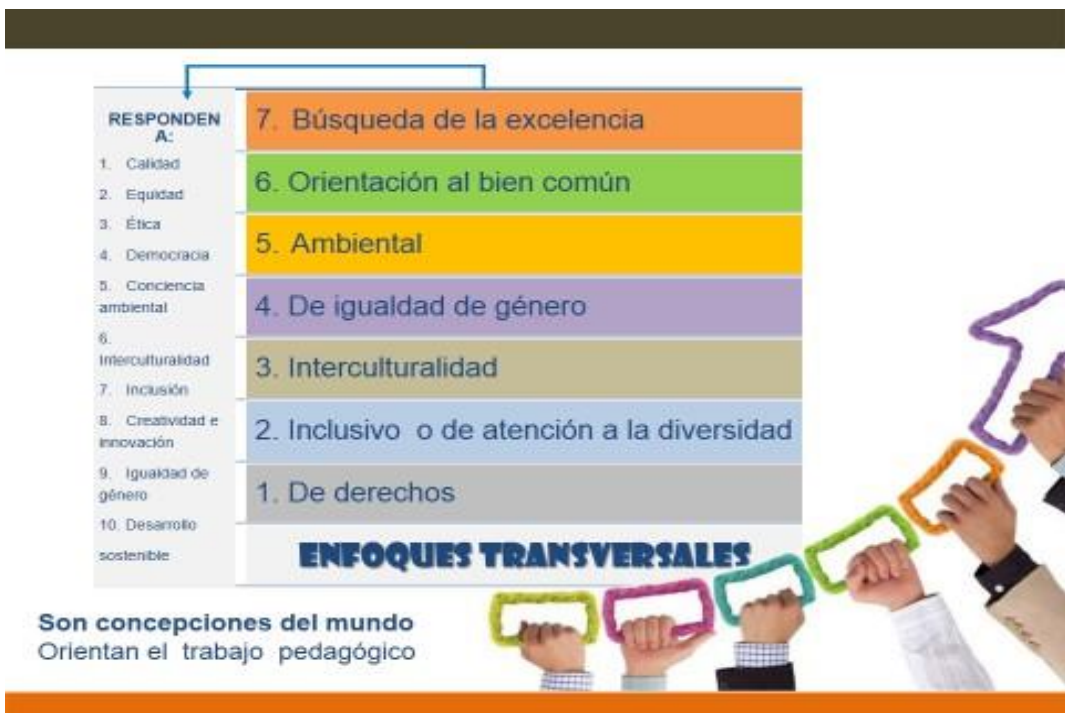 RESPONDEN
A:
1. Calidad
2. Equidad
3. Ética
4. Democracia
5. Conciencia
ambiental
6.
Interculturalidad
7. Inclusión
8. Creatividad e
innovación
9. Igualdad de
género
10. Desarrollo
sostenible
7. Búsqueda de la excelencia
6. Orientación al bien común
5. Ambiental
4. De igualdad de género
3. Interculturalidad
2. Inclusivo o de atención a la diversidad
1. De derechos
ENFOQUES TRANSVERSALES
Son concepciones del mundo
Orientan el trabajo pedagógico